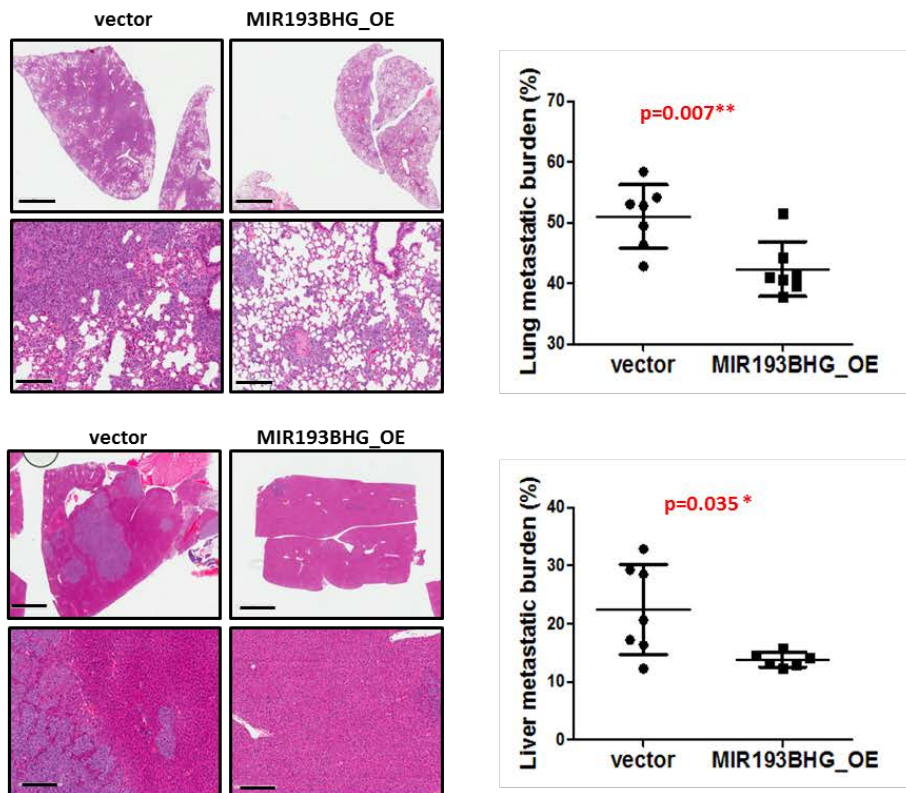 vector MIR193BHG_OE
Lung metastatic burden (%)
70
60
50
40
30
p=0.007**
vector MIR193BHG_OE
vector MIR193BHG_OE
Liver metastatic burden (%)
40
30
20
10
0
p=0.035 *
vector MIR193BHG_OE